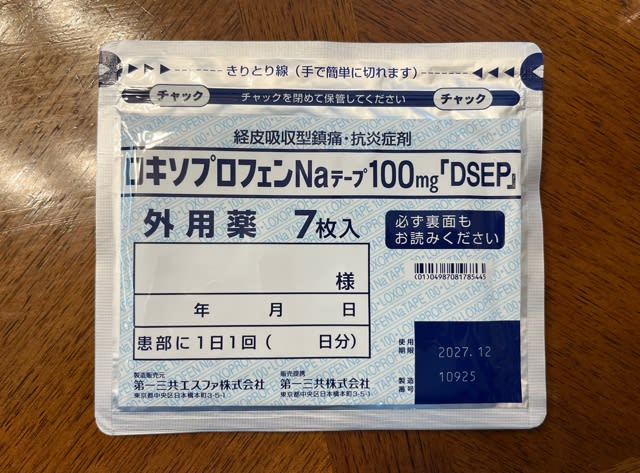 きりとり線（手で簡単に切れます）
チャック チャックを閉めて保管してください チャック
経皮吸収型鎮痛・抗炎症剤
ロキソプロフェンNaテープ100mg「DSEP」
外用薬 7枚入
必ず裏面も
お読みください
様
(01)04987081785445
年 月 日
患部に1日1回（ 日分）
使用
期限
2027.12
製造
番号
10925
製造販売元
第一三共エスファ株式会社
東京都中央区日本橋本町3-5-1
販売提携
第一三共株式会社
東京都中央区日本橋本町3-5-1